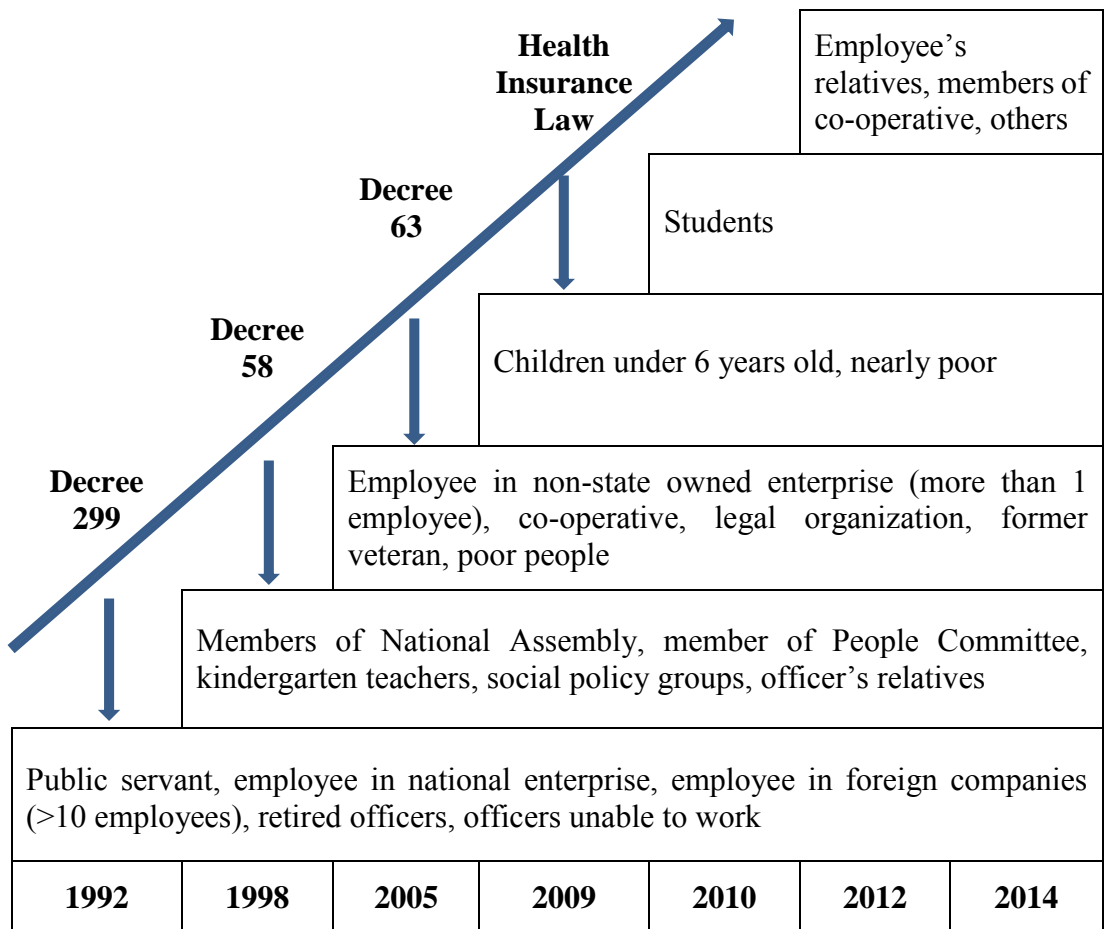 Health
Insurance
Law
Employee’s
relatives, members of
co-operative, others
Decree
63
Students
Decree
58
Children under 6 years old, nearly poor
Decree
299
Employee in non-state owned enterprise (more than 1
employee), co-operative, legal organization, former
veteran, poor people
Members of National Assembly, member of People Committee,
kindergarten teachers, social policy groups, officer’s relatives
Public servant, employee in national enterprise, employee in foreign companies
(>10 employees), retired officers, officers unable to work
1992 1998 2005 2009 2010 2012 2014